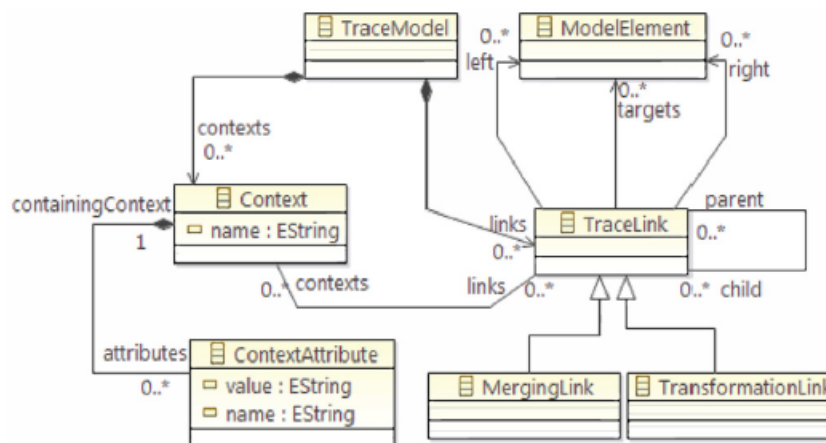 TraceModel
0..*
ModelElement
0..*
left
right
0..*
targets
contexts
0..*
containingContext
1
Context
name : EString
links
0..*
TraceLink
parent
0..*
0..*
contexts
links
0..*
0..*
child
attributes
0..*
ContextAttribute
value : EString
name : EString
MergingLink
TransformationLink